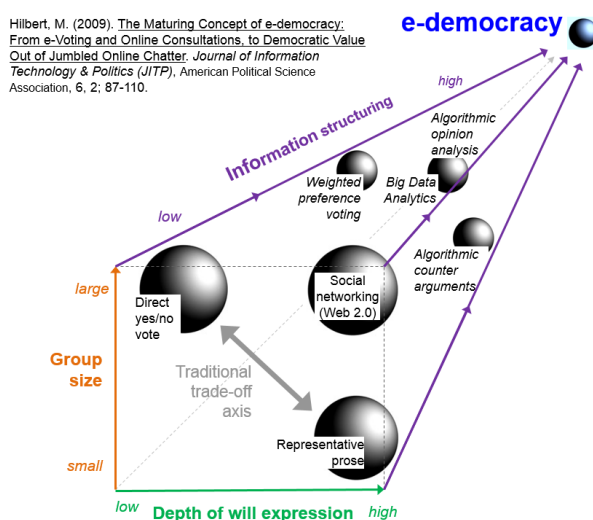 Hilbert, M. (2009). The Maturing Concept of e-democracy:
From e-Voting and Online Consultations, to Democratic Value
Out of Jumbled Online Chatter. Journal of Information
Technology & Politics (JITP), American Political Science
Association, 6, 2; 87-110.
e-democracy
high
Information structuring
low
Algorithmic
opinion
analysis
Weighted
preference
voting
Big Data
Analytics
Algorithmic
counter
arguments
large
Direct
yes/no
vote
Social
networking
(Web 2.0)
Group
size
Traditional
trade-off
axis
Representative
prose
small
low
Depth of will expression
high